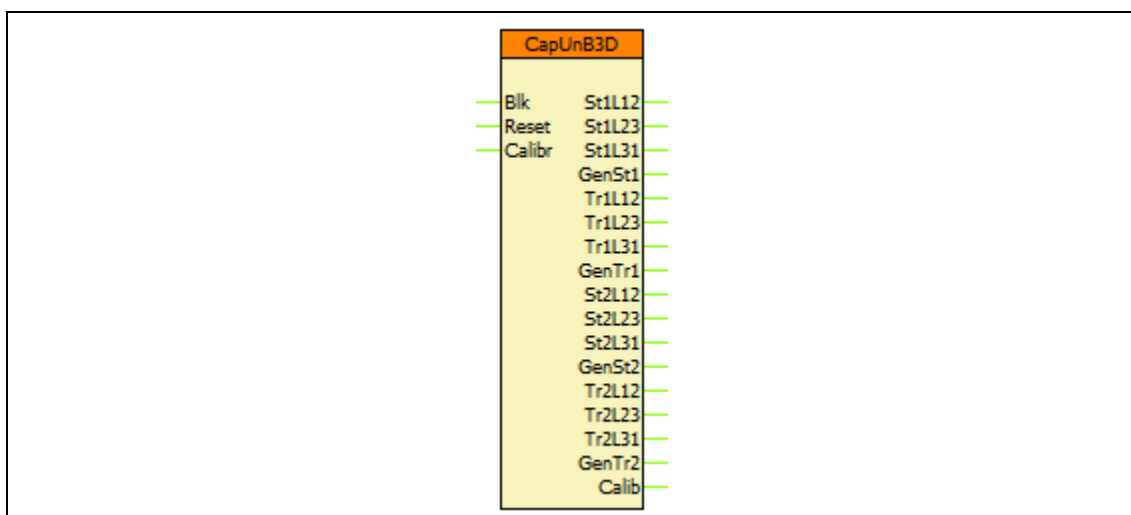 CapUnB3D
Blk St1L12
Reset St1L23
Calibr St1L31
GenSt1
Tr1L12
Tr1L23
Tr1L31
GenTr1
St2L12
St2L23
St2L31
GenSt2
Tr2L12
Tr2L23
Tr2L31
GenTr2
Calib